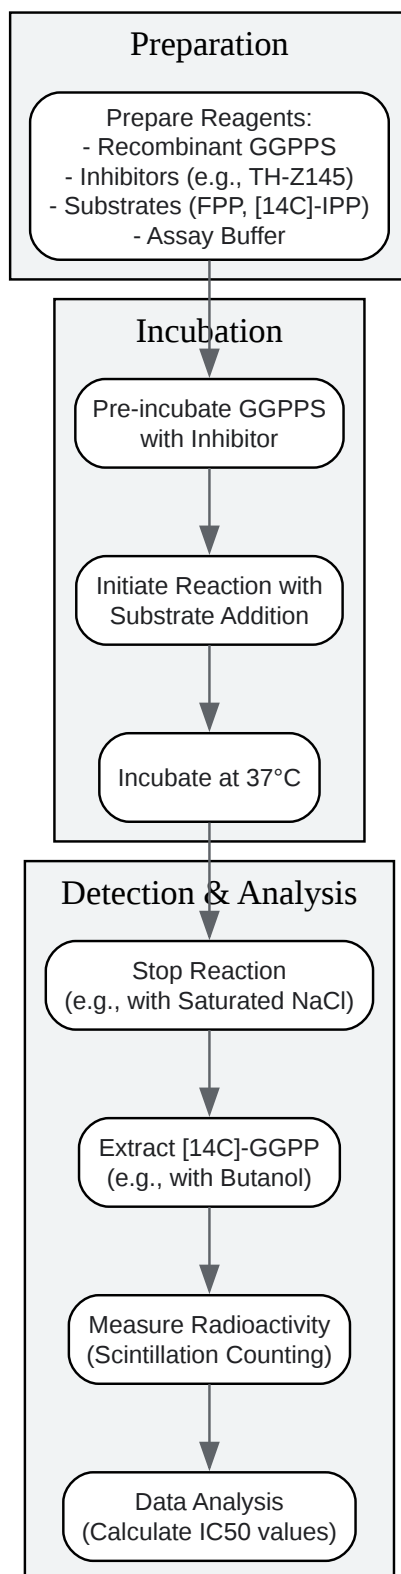 Preparation
Prepare Reagents:
- Recombinant GGPPS
- Inhibitors (e.g., TH-Z145)
- Substrates (FPP, [14C]-IPP)
- Assay Buffer
Incubation
Pre-incubate GGPPS
with Inhibitor
Initiate Reaction with
Substrate Addition
Incubate at 37°C
Detection & Analysis
Stop Reaction
(e.g., with Saturated NaCl)
Extract [14C]-GGPP
(e.g., with Butanol)
Measure Radioactivity
(Scintillation Counting)
Data Analysis
(Calculate IC50 values)